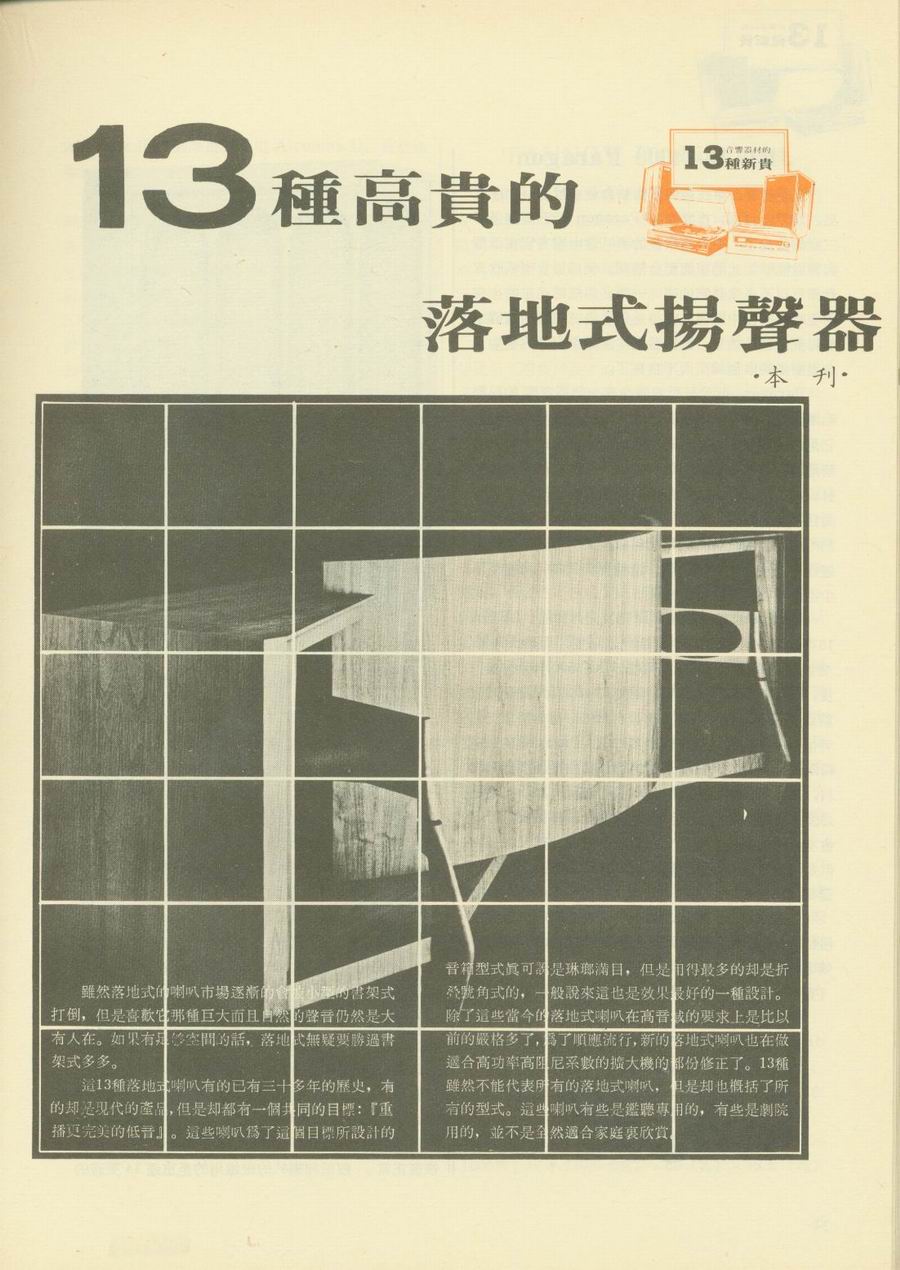 13種高貴的
音響器材的
13種新貴
落地式揚聲器
·本 刊·
雖然落地式的喇叭市場逐漸的會被小型的書架式
打倒，但是喜歡它那種巨大而且自然的聲音仍然是大
有人在。如果有足够空間的話，落地式無疑要勝過書
架式多多。
這13種落地式喇叭有的已有三十多年的歷史，有
的却是現代的產品，但是却都有一個共同的目標：『重
播更完美的低音』。這些喇叭爲了這個目標所設計的
音箱型式眞可說是琳瑯滿目，但是用得最多的却是折
叠號角式的，一般說來這也是效果最好的一種設計。
除了這些當今的落地式喇叭在高音域的要求上是比以
前的嚴格多了，爲了順應流行，新的落地式喇叭也在做
適合高功率高阻尼系數的擴大機的部份修正了。13種
雖然不能代表所有的落地式喇叭，但是却也概括了所
有的型式。這些喇叭有些是鑑聽專用的，有些是劇院
用的，並不是全然適合家庭裏欣賞。